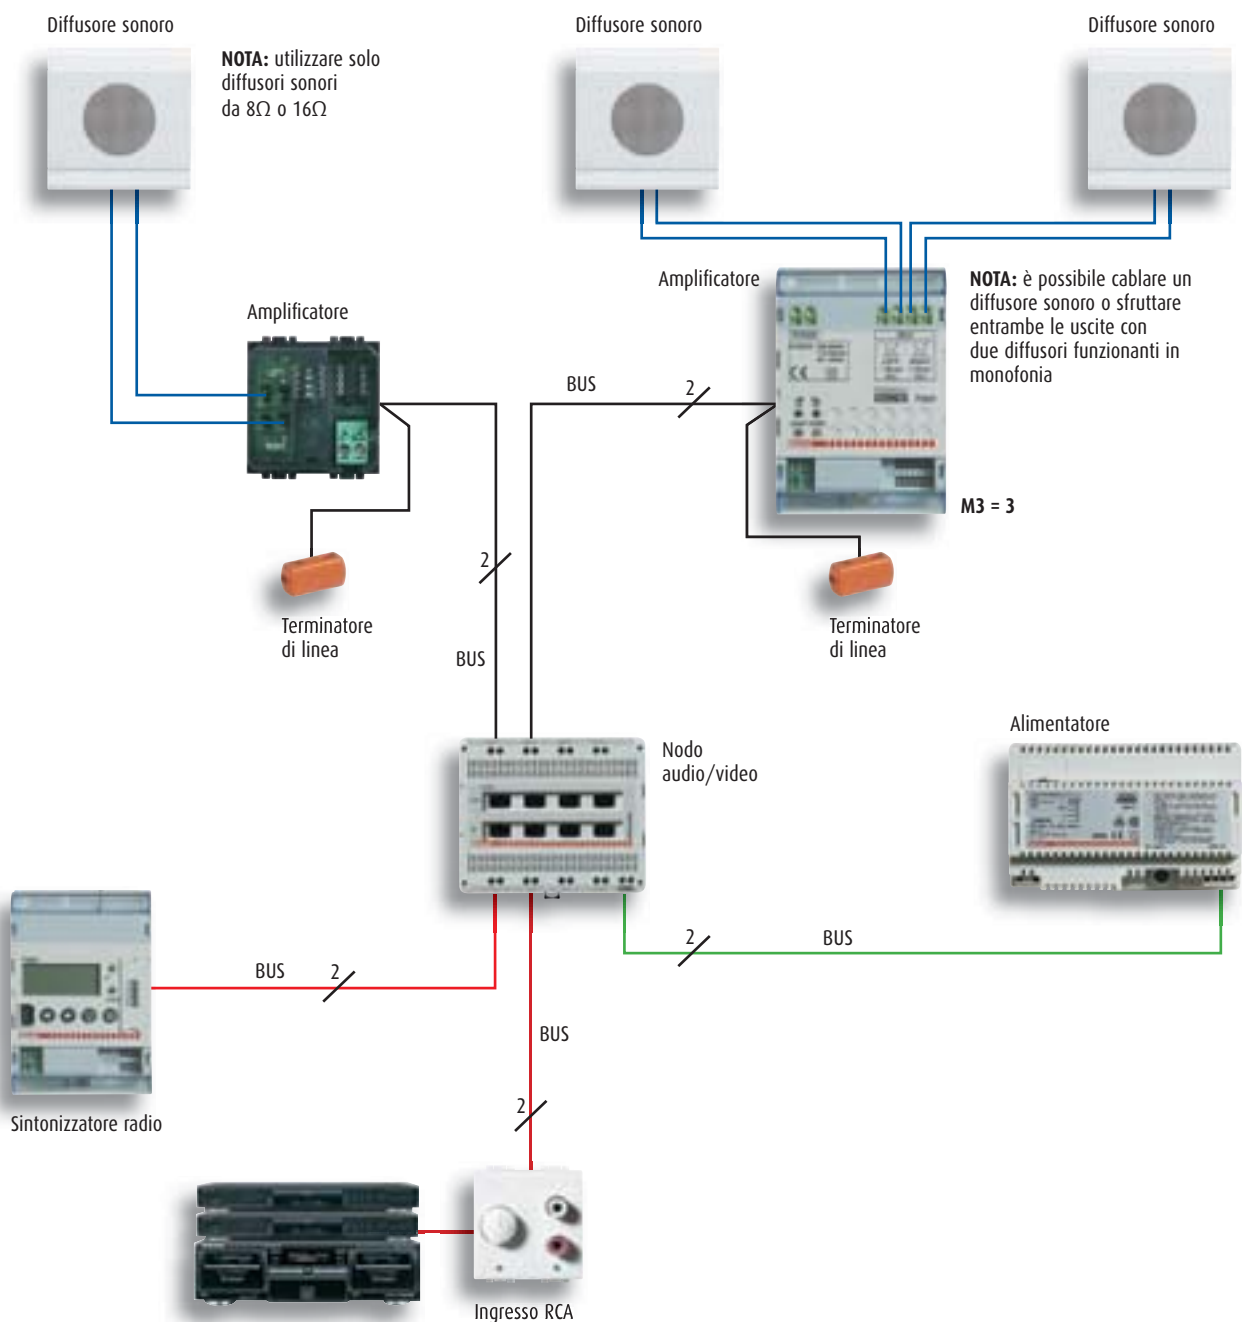 Diffusore sonoro
Diffusore sonoro
Diffusore sonoro
NOTA: utilizzare solo
diffusori sonori
da 8Ω o 16Ω
Amplificatore
Amplificatore
NOTA: è possibile cablare un
diffusore sonoro o sfruttare
entrambe le uscite con
due diffusori funzionanti in
monofonia
BUS
2
M3 = 3
2
Terminatore
di linea
Terminatore
di linea
BUS
Nodo
audio/video
Alimentatore
2
BUS
BUS
2
BUS
2
Sintonizzatore radio
Ingresso RCA